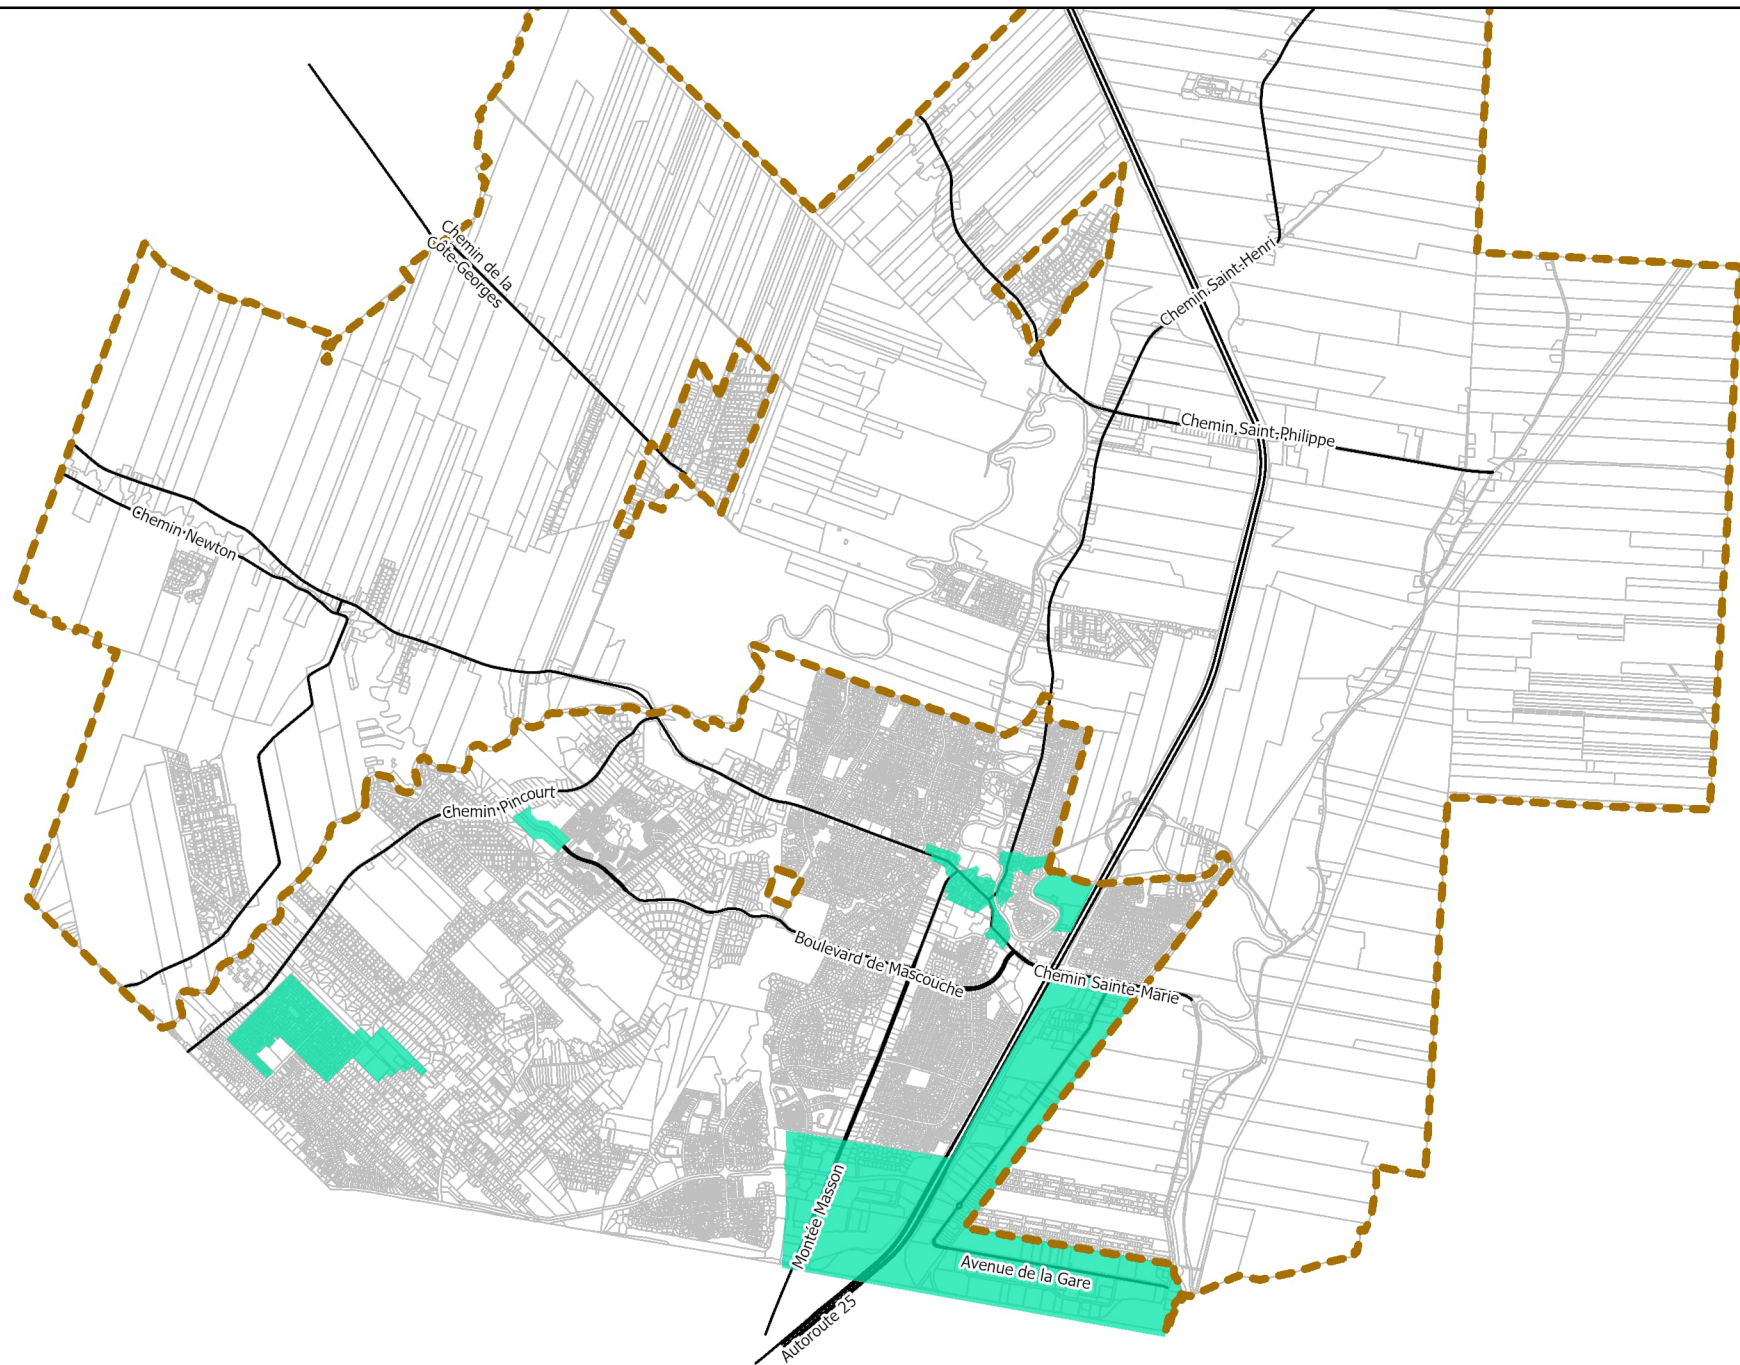 Chemin de la
Côte-Georges
Chemin Saint-Henri
Chemin Saint-Philippe
Chemin Newton
Chemin Pincourt
Boulevard de Mascouche
Chemin Sainte-Marie
Montée Masson
Avenue de la Gare
Autoroute 25